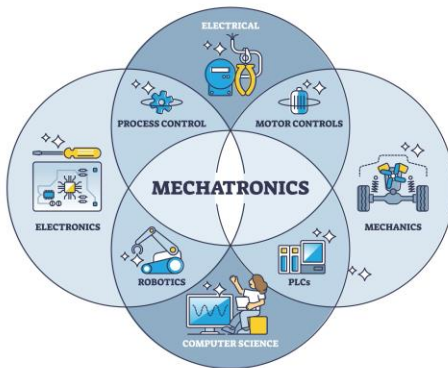 ELECTRICAL
PROCESS CONTROL
MOTOR CONTROLS
MECHATRONICS
ELECTRONICS
MECHANICS
ROBOTICS
PLCs
COMPUTER SCIENCE